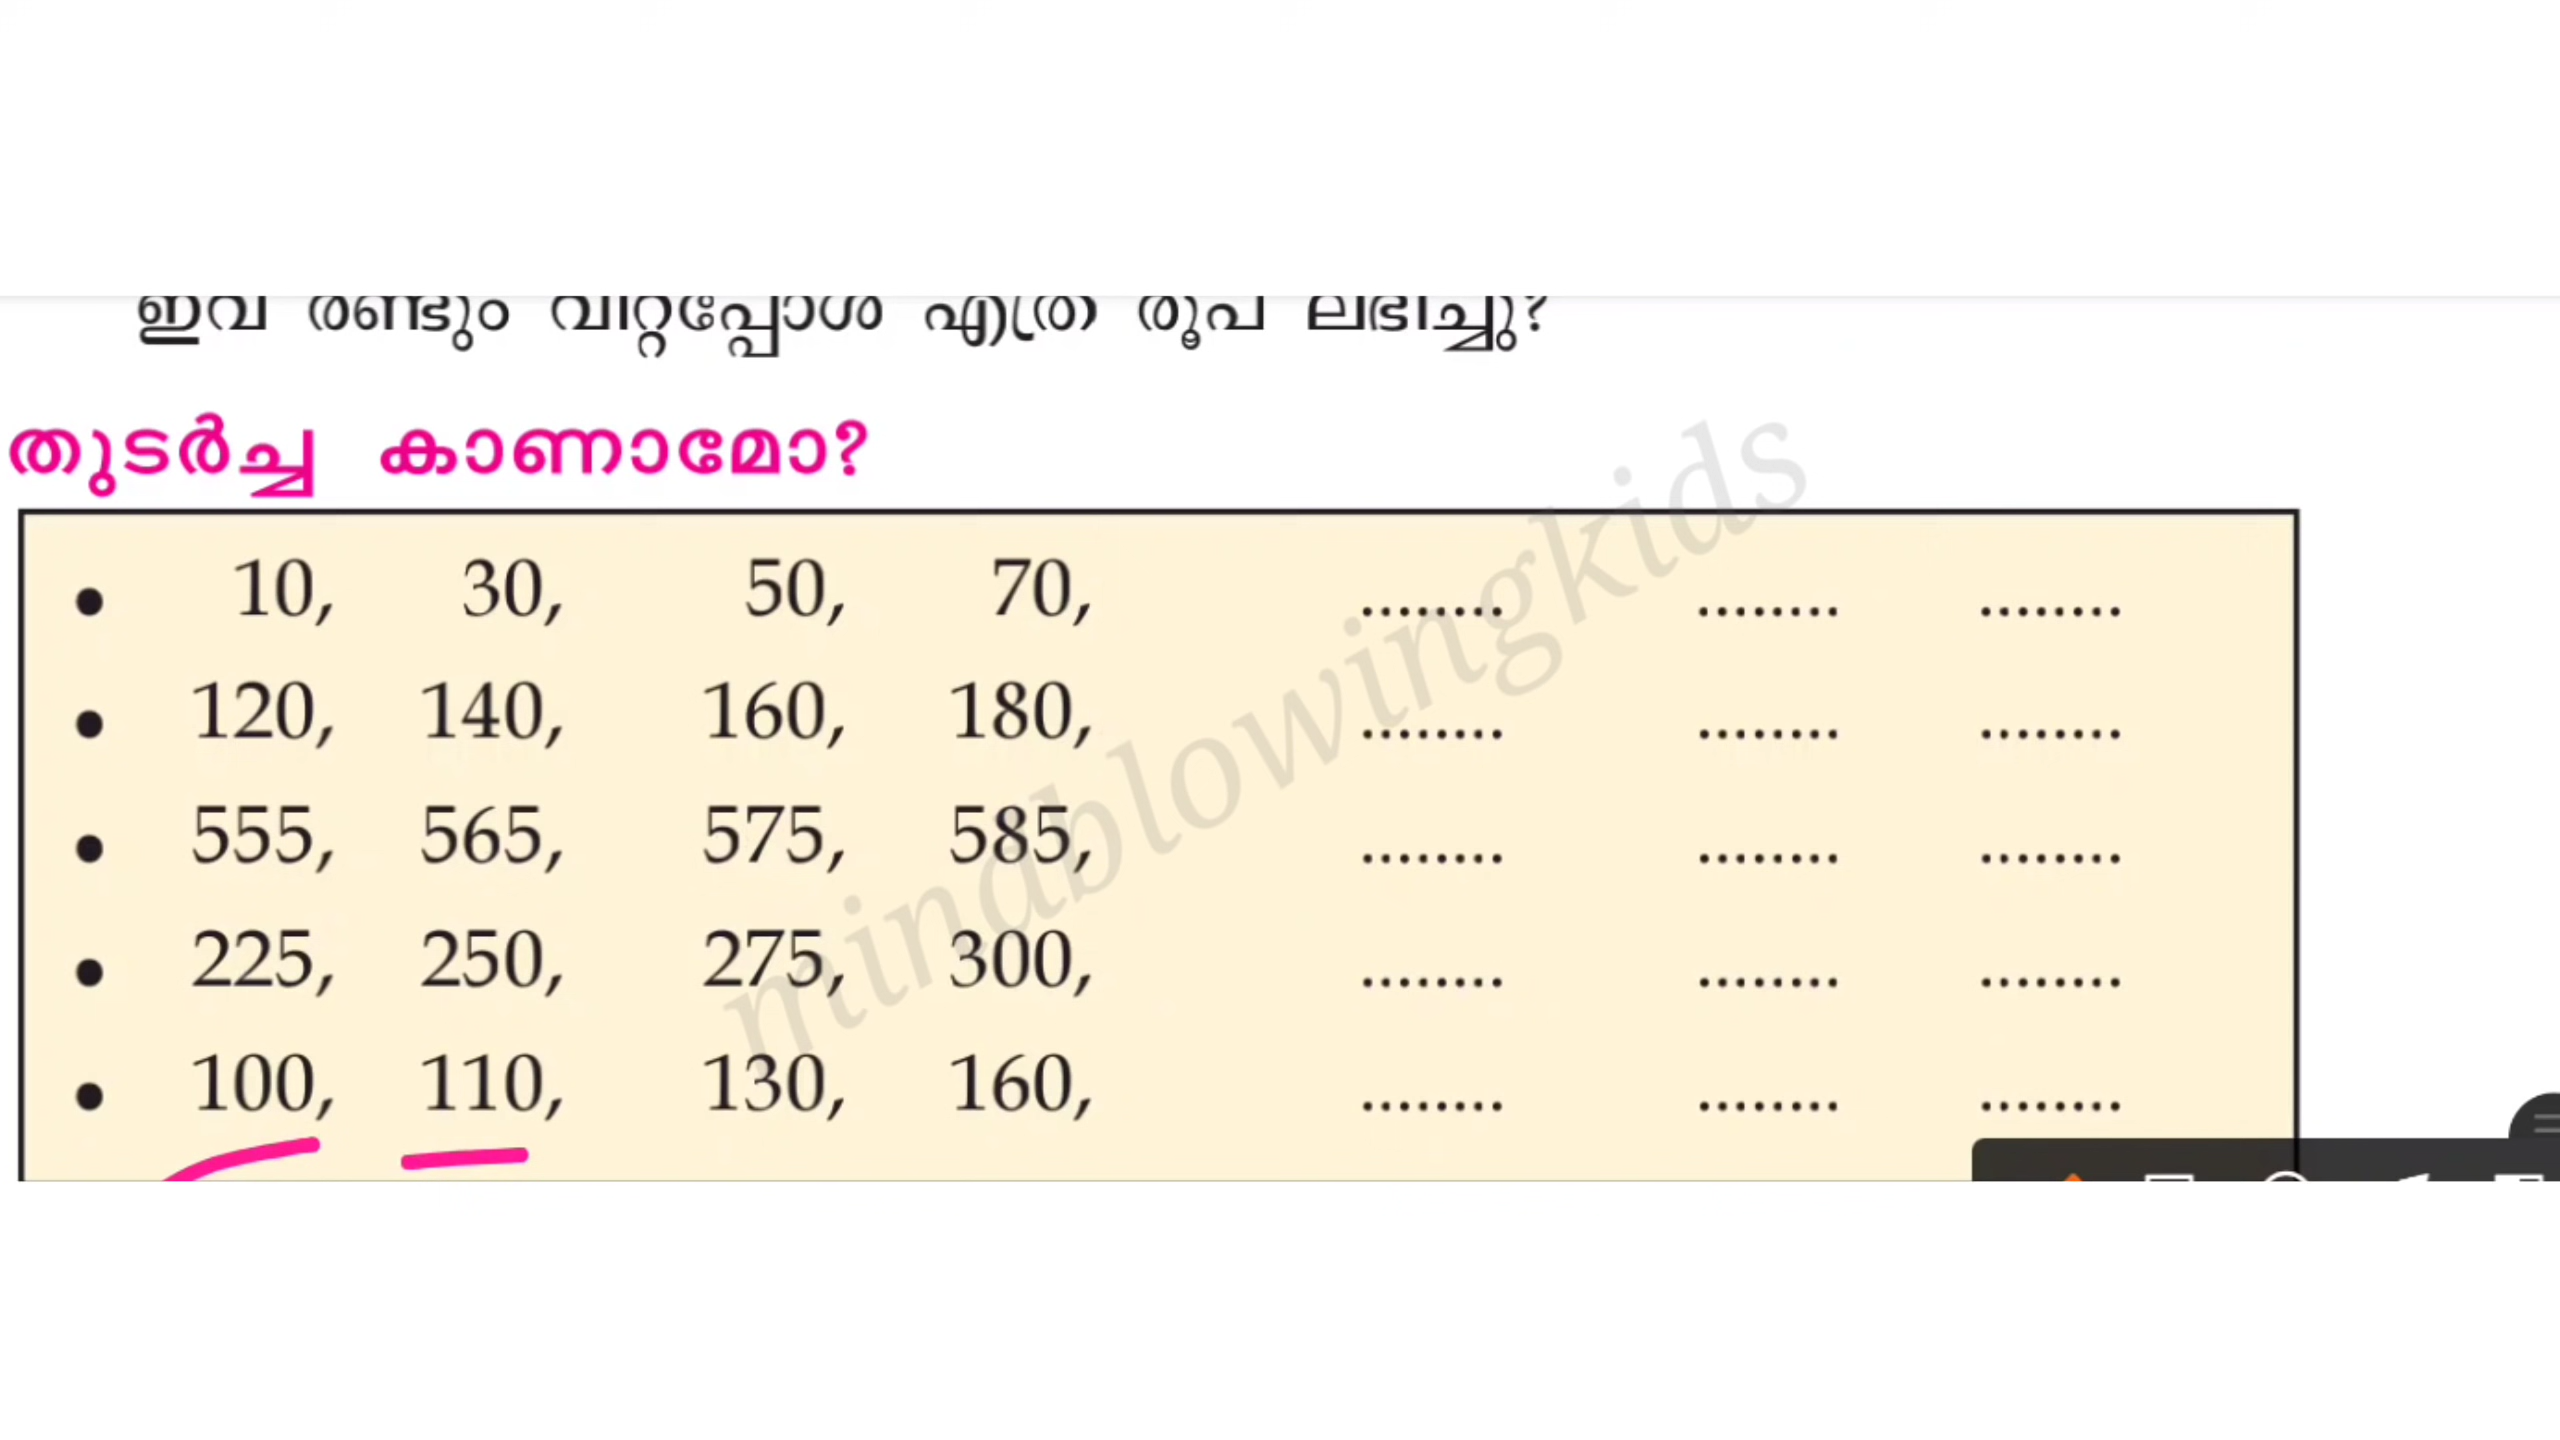 ഇവ രണ്ടും വിറ്റപ്പോൾ എത്ര രൂപ ലഭിച്ചു?
തുടർച്ച കാണാമോ?
• 10, 30, 50, 70, ........ ........ ........
• 120, 140, 160, 180, ........ ........ ........
• 555, 565, 575, 585, ........ ........ ........
• 225, 250, 275, 300, ........ ........ ........
• 100, 110, 130, 160, ........ ........ ........
mindblowingkids